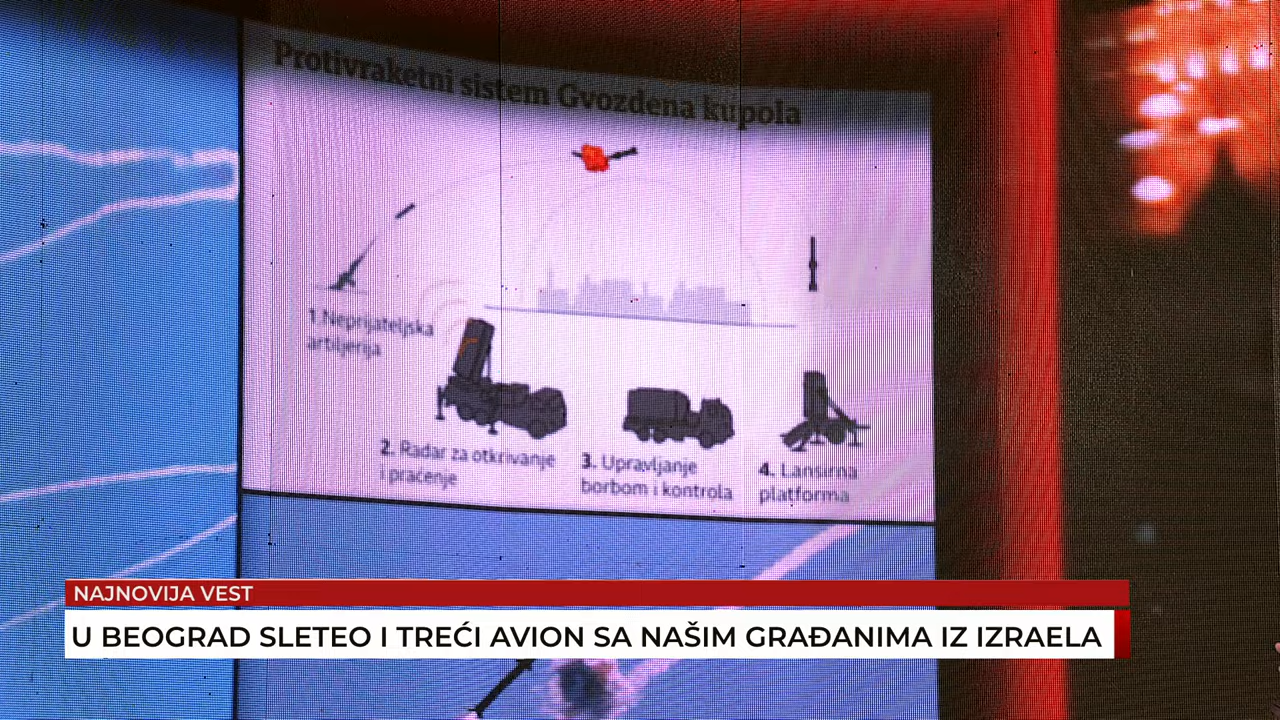 Protivraketni sistem Gvozdena kupola
1 Neprijateljska
artiljerija
2. Radar za otkrivanje
i praćenje
3. Upravljanje
borbom i kontrola
4. Lansirna
platforma
NAJNOVIJA VEST
U BEOGRAD SLETEO I TREĆI AVION SA NAŠIM GRAĐANIMA IZ IZRAELA